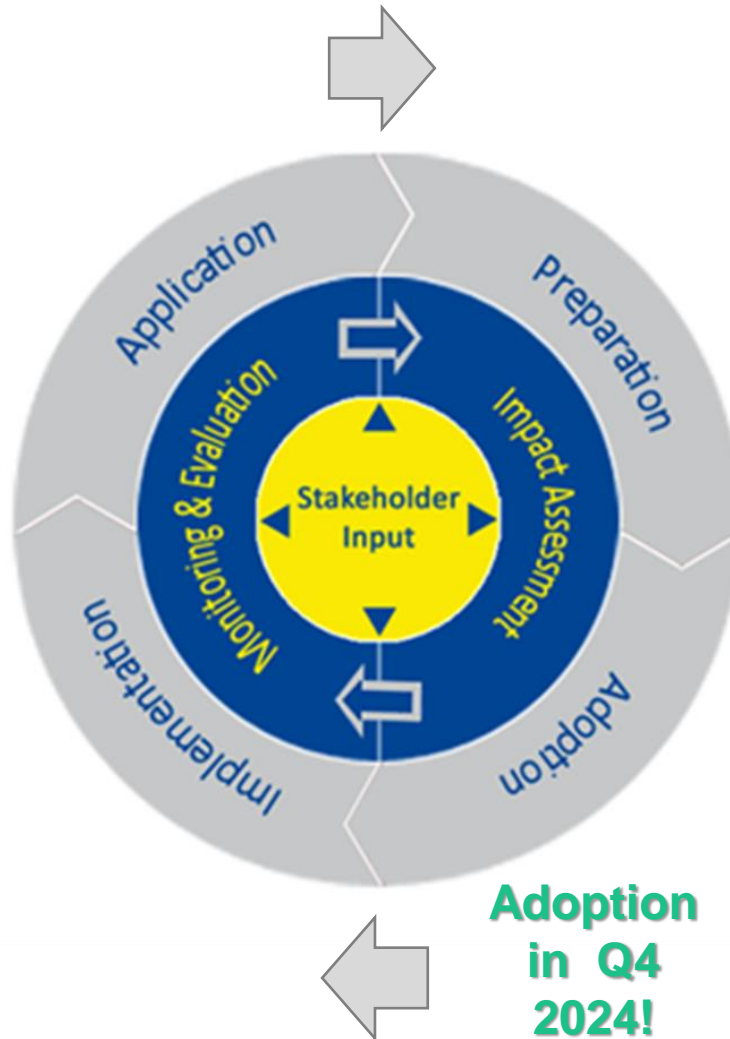 Application
Preparation
Monitoring & Evaluation
Impact Assessment
Stakeholder
Input
Implementation
Adoption
Adoption
in Q4
2024!